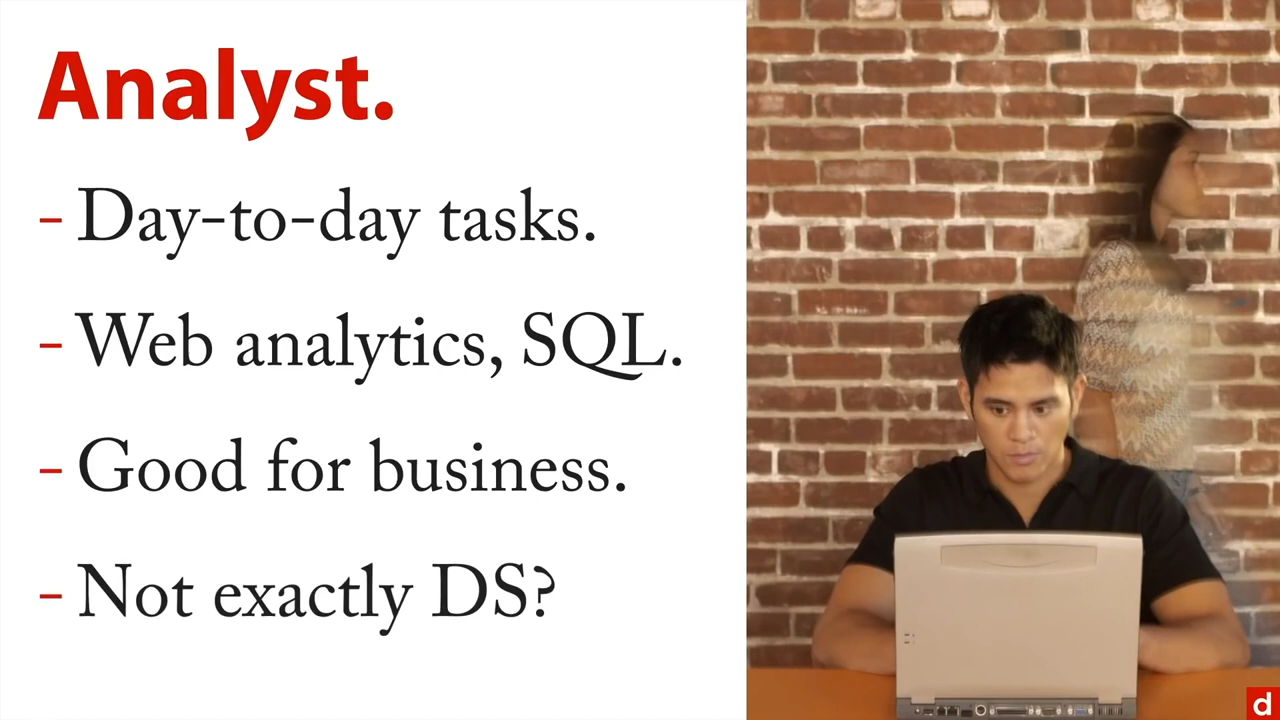 Analyst.
- Day-to-day tasks.
- Web analytics, SQL.
- Good for business.
- Not exactly DS?
d